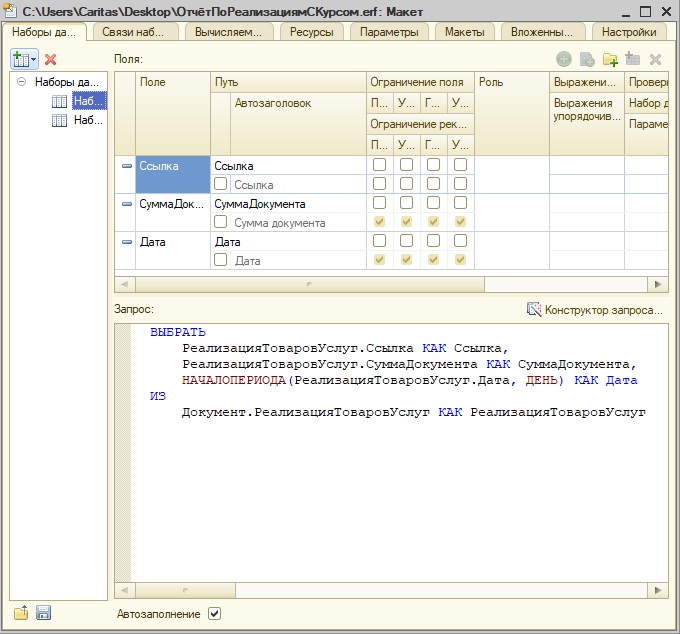 C:\Users\Caritas\Desktop\ОтчётПоРеализациямСКурсом.erf: Макет
Наборы да... Связи наб... Вычисляем... Ресурсы Параметры Макеты Вложенны... Настройки
Поля:
Наборы да...
Наб...
Наб...
Поле Путь Ограничение поля Роль Выражени... Проверк
Автозаголовок П... У... Г... У... Выражения упорядочив... Набор д
Ограничение рек... Параме
П... У... Г... У...
Ссылка Ссылка
Ссылка
СуммаДок... СуммаДокумента
Сумма документа
Дата Дата
Дата
Запрос: Конструктор запроса...
ВЫБРАТЬ
РеализацияТоваровУслуг.Ссылка КАК Ссылка,
РеализацияТоваровУслуг.СуммаДокумента КАК СуммаДокумента,
НАЧАЛОПЕРИОДА(РеализацияТоваровУслуг.Дата, ДЕНЬ) КАК Дата
ИЗ
Документ.РеализацияТоваровУслуг КАК РеализацияТоваровУслуг
Автозаполнение